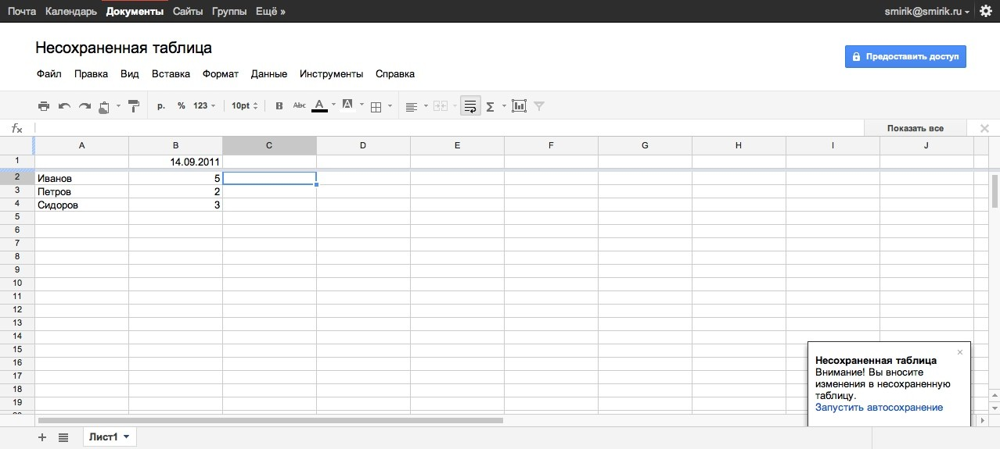 Почта Календарь Документы Сайты Группы Ещё » smirik@smirik.ru
Несохраненная таблица
Предоставить доступ
Файл Правка Вид Вставка Формат Данные Инструменты Справка
р. % 123 10pt B Abc A A Σ
fx Показать все
A B C D E F G H I J
1 14.09.2011
2 Иванов 5
3 Петров 2
4 Сидоров 3
5
6
7
8
9
10
11
12
13
14
15
16
17
18
19
Несохраненная таблица
Внимание! Вы вносите
изменения в несохраненную
таблицу.
Запустить автосохранение
Лист1